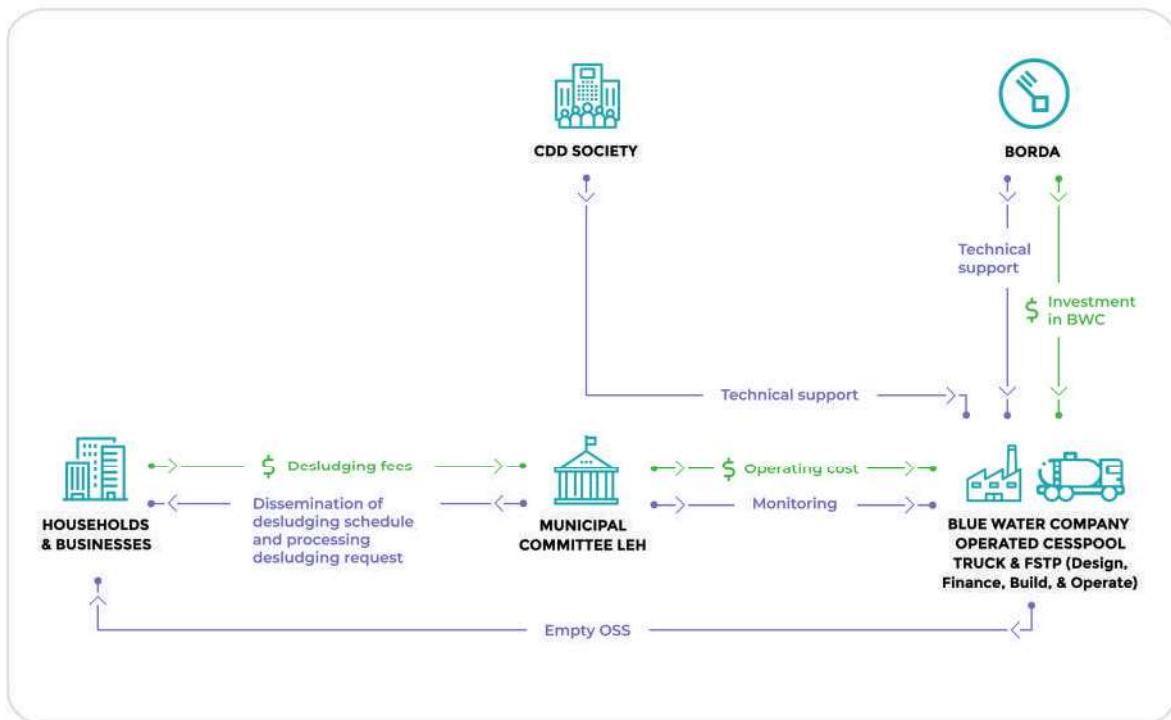 CDD SOCIETY
BORDA
Technical
support
$ Investment
in BWC
Technical support
$ Desludging fees
$ Operating cost
Dissemination of
desludging schedule
and processing
desludging request
Monitoring
HOUSEHOLDS
& BUSINESSES
MUNICIPAL
COMMITTEE LEH
BLUE WATER COMPANY
OPERATED CESSPOOL
TRUCK & FSTP (Design,
Finance, Build, & Operate)
Empty OSS